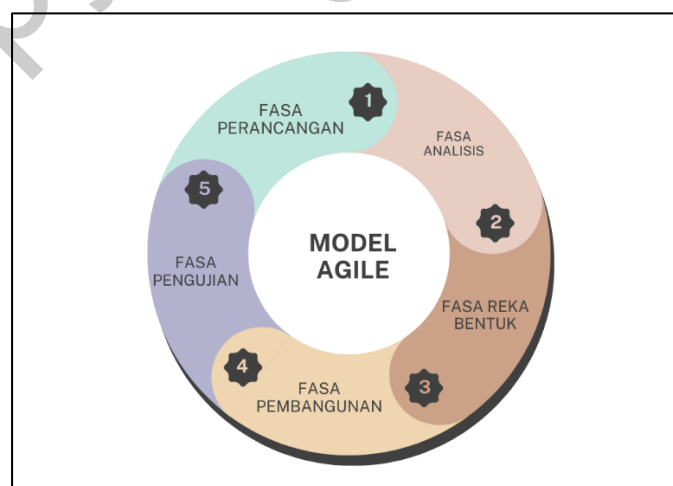 1
FASA
PERANCANGAN
FASA
ANALISIS
2
FASA REKA
BENTUK
3
FASA
PEMBANGUNAN
4
FASA
PENGUJIAN
5
MODEL
AGILE